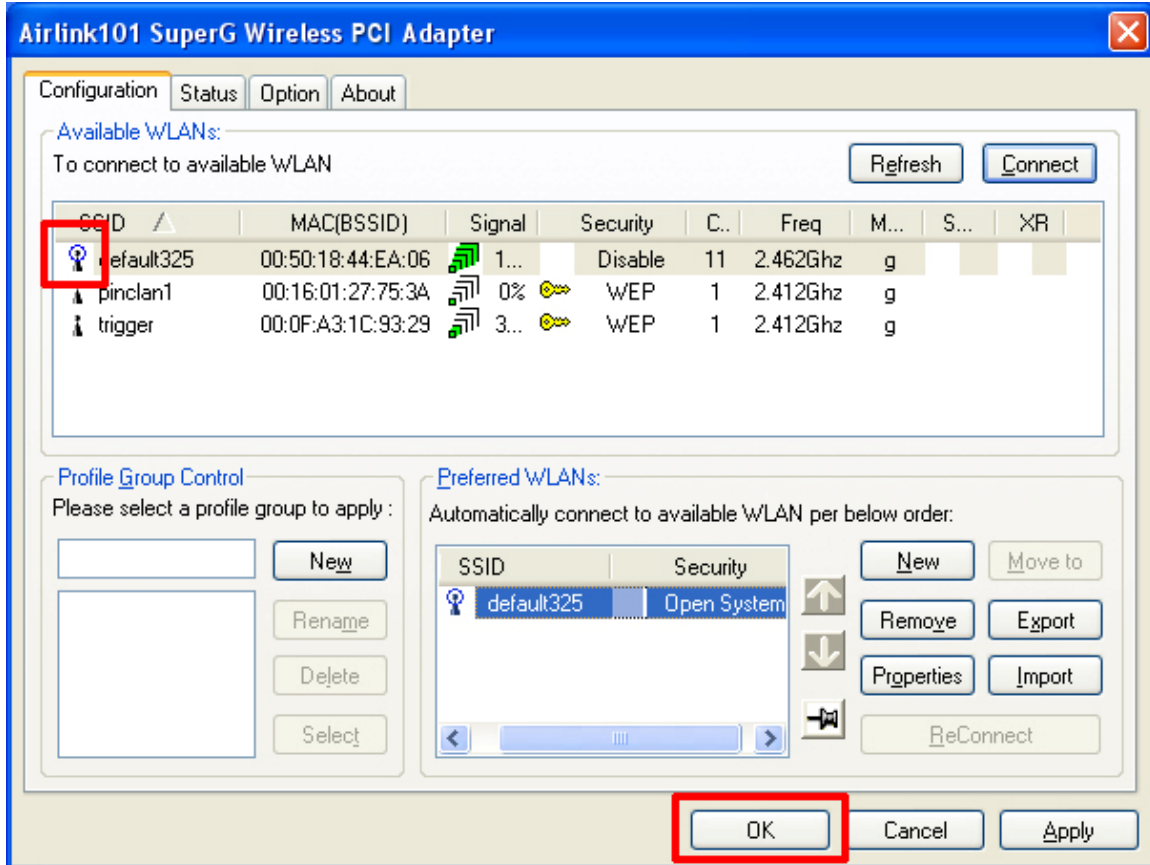 Airlink101 SuperG Wireless PCI Adapter
Configuration Status Option About
Available WLANs:
To connect to available WLAN Refresh Connect
SSID MAC(BSSID) Signal Security C.. Freq M... S... XR
default325 00:50:18:44:EA:06 1... Disable 11 2.462Ghz g
pinclan1 00:16:01:27:75:3A 0% WEP 1 2.412Ghz g
trigger 00:0F:A3:1C:93:29 3... WEP 1 2.412Ghz g
Profile Group Control Preferred WLANs:
Please select a profile group to apply : Automatically connect to available WLAN per below order:
New SSID Security New Move to
default325 Open System
Rename Remove Export
Delete Properties Import
Select ReConnect
OK Cancel Apply